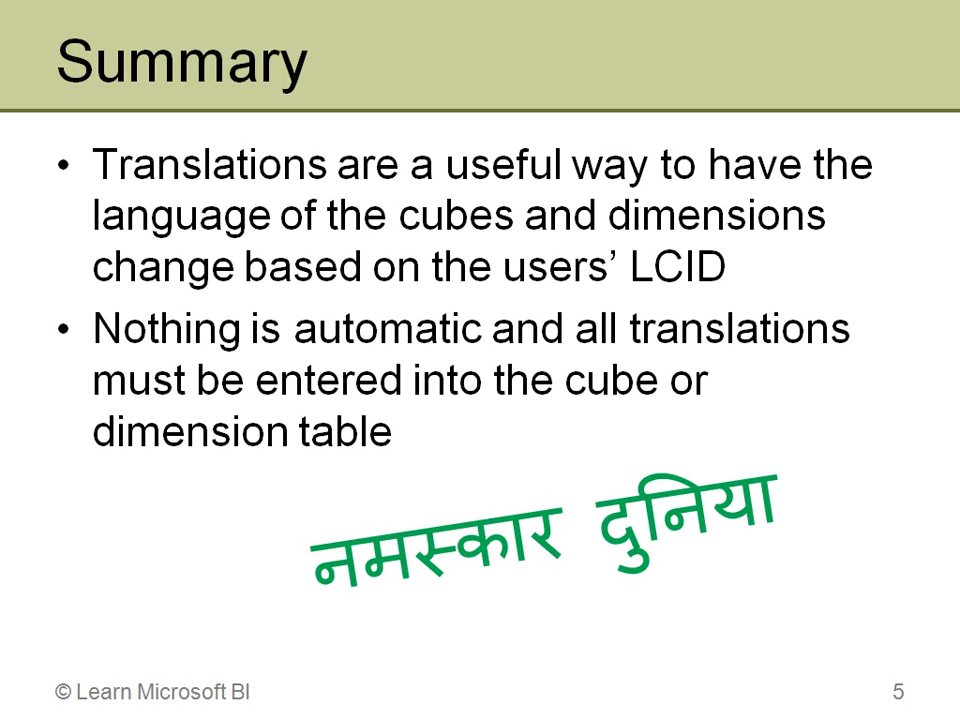 Summary
• Translations are a useful way to have the
language of the cubes and dimensions
change based on the users’ LCID
• Nothing is automatic and all translations
must be entered into the cube or
dimension table
नमस्कार दुनिया
© Learn Microsoft BI
5